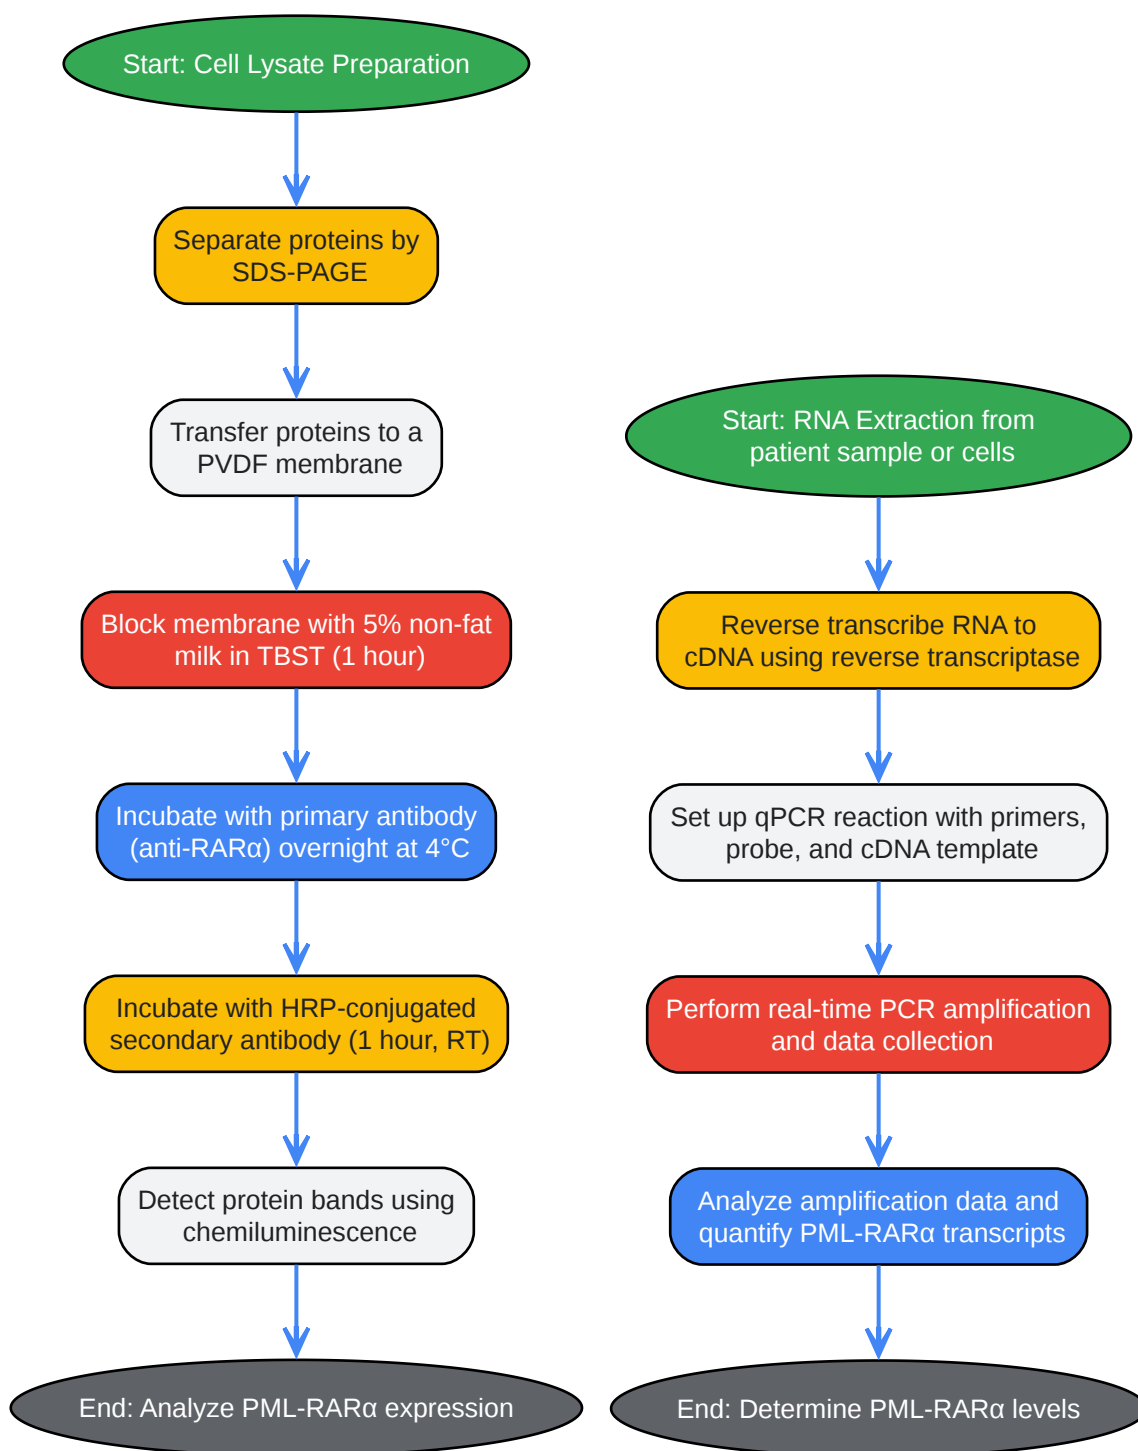 Start: Cell Lysate Preparation
Separate proteins by
SDS-PAGE
Transfer proteins to a
PVDF membrane
Block membrane with 5% non-fat
milk in TBST (1 hour)
Incubate with primary antibody
(anti-RARα) overnight at 4°C
Incubate with HRP-conjugated
secondary antibody (1 hour, RT)
Detect protein bands using
chemiluminescence
End: Analyze PML-RARα expression
Start: RNA Extraction from
patient sample or cells
Reverse transcribe RNA to
cDNA using reverse transcriptase
Set up qPCR reaction with primers,
probe, and cDNA template
Perform real-time PCR amplification
and data collection
Analyze amplification data and
quantify PML-RARα transcripts
End: Determine PML-RARα levels